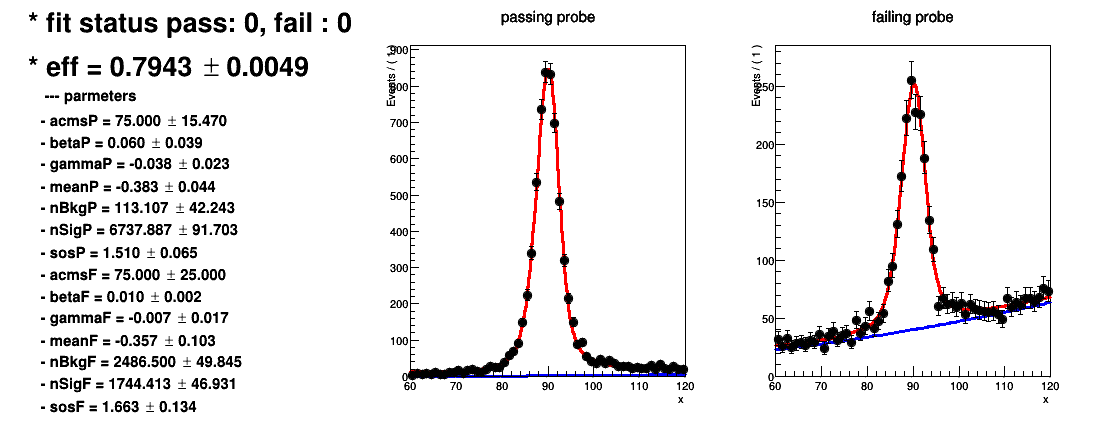 * fit status pass: 0, fail : 0
* eff = 0.7943 ± 0.0049
--- parmeters
- acmsP = 75.000 ± 15.470
- betaP = 0.060 ± 0.039
- gammaP = -0.038 ± 0.023
- meanP = -0.383 ± 0.044
- nBkgP = 113.107 ± 42.243
- nSigP = 6737.887 ± 91.703
- sosP = 1.510 ± 0.065
- acmsF = 75.000 ± 25.000
- betaF = 0.010 ± 0.002
- gammaF = -0.007 ± 0.017
- meanF = -0.357 ± 0.103
- nBkgF = 2486.500 ± 49.845
- nSigF = 1744.413 ± 46.931
- sosF = 1.663 ± 0.134
passing probe
Events / ( 1 )
900
800
700
600
500
400
300
200
100
0
60 70 80 90 100 110 120
x
failing probe
Events / ( 1 )
250
200
150
100
50
0
60 70 80 90 100 110 120
x